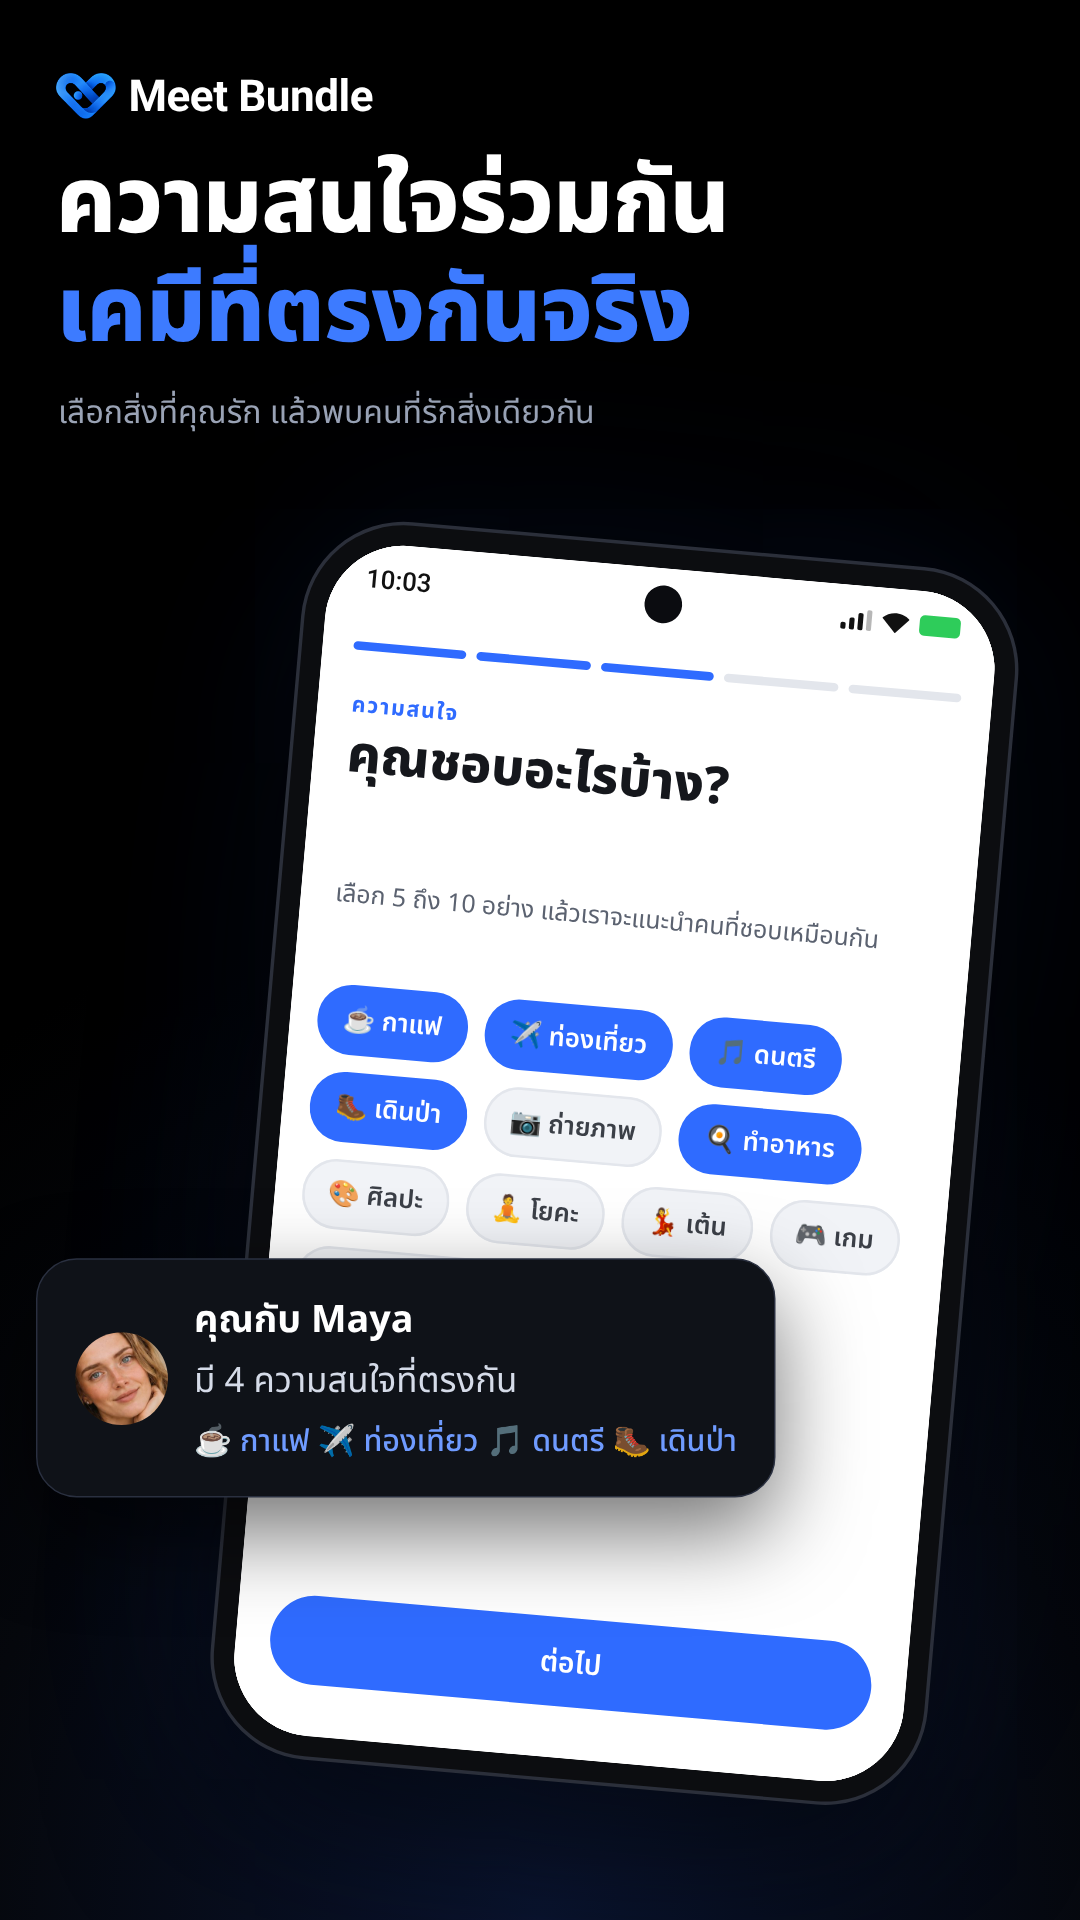 Meet Bundle
ความสนใจร่วมกัน
เคมีที่ตรงกันจริง
เลือกสิ่งที่คุณรัก แล้วพบคนที่รักสิ่งเดียวกัน
10:03
ความสนใจ
คุณชอบอะไรบ้าง?
เลือก 5 ถึง 10 อย่าง แล้วเราจะแนะนำคนที่ชอบเหมือนกัน
☕ กาแฟ ✈️ ท่องเที่ยว 🎵 ดนตรี
🥾 เดินป่า 📷 ถ่ายภาพ 🍳 ทำอาหาร
🎨 ศิลปะ 🧘 โยคะ 💃 เต้น 🎮 เกม
คุณกับ Maya
มี 4 ความสนใจที่ตรงกัน
☕ กาแฟ ✈️ ท่องเที่ยว 🎵 ดนตรี 🥾 เดินป่า
ต่อไป